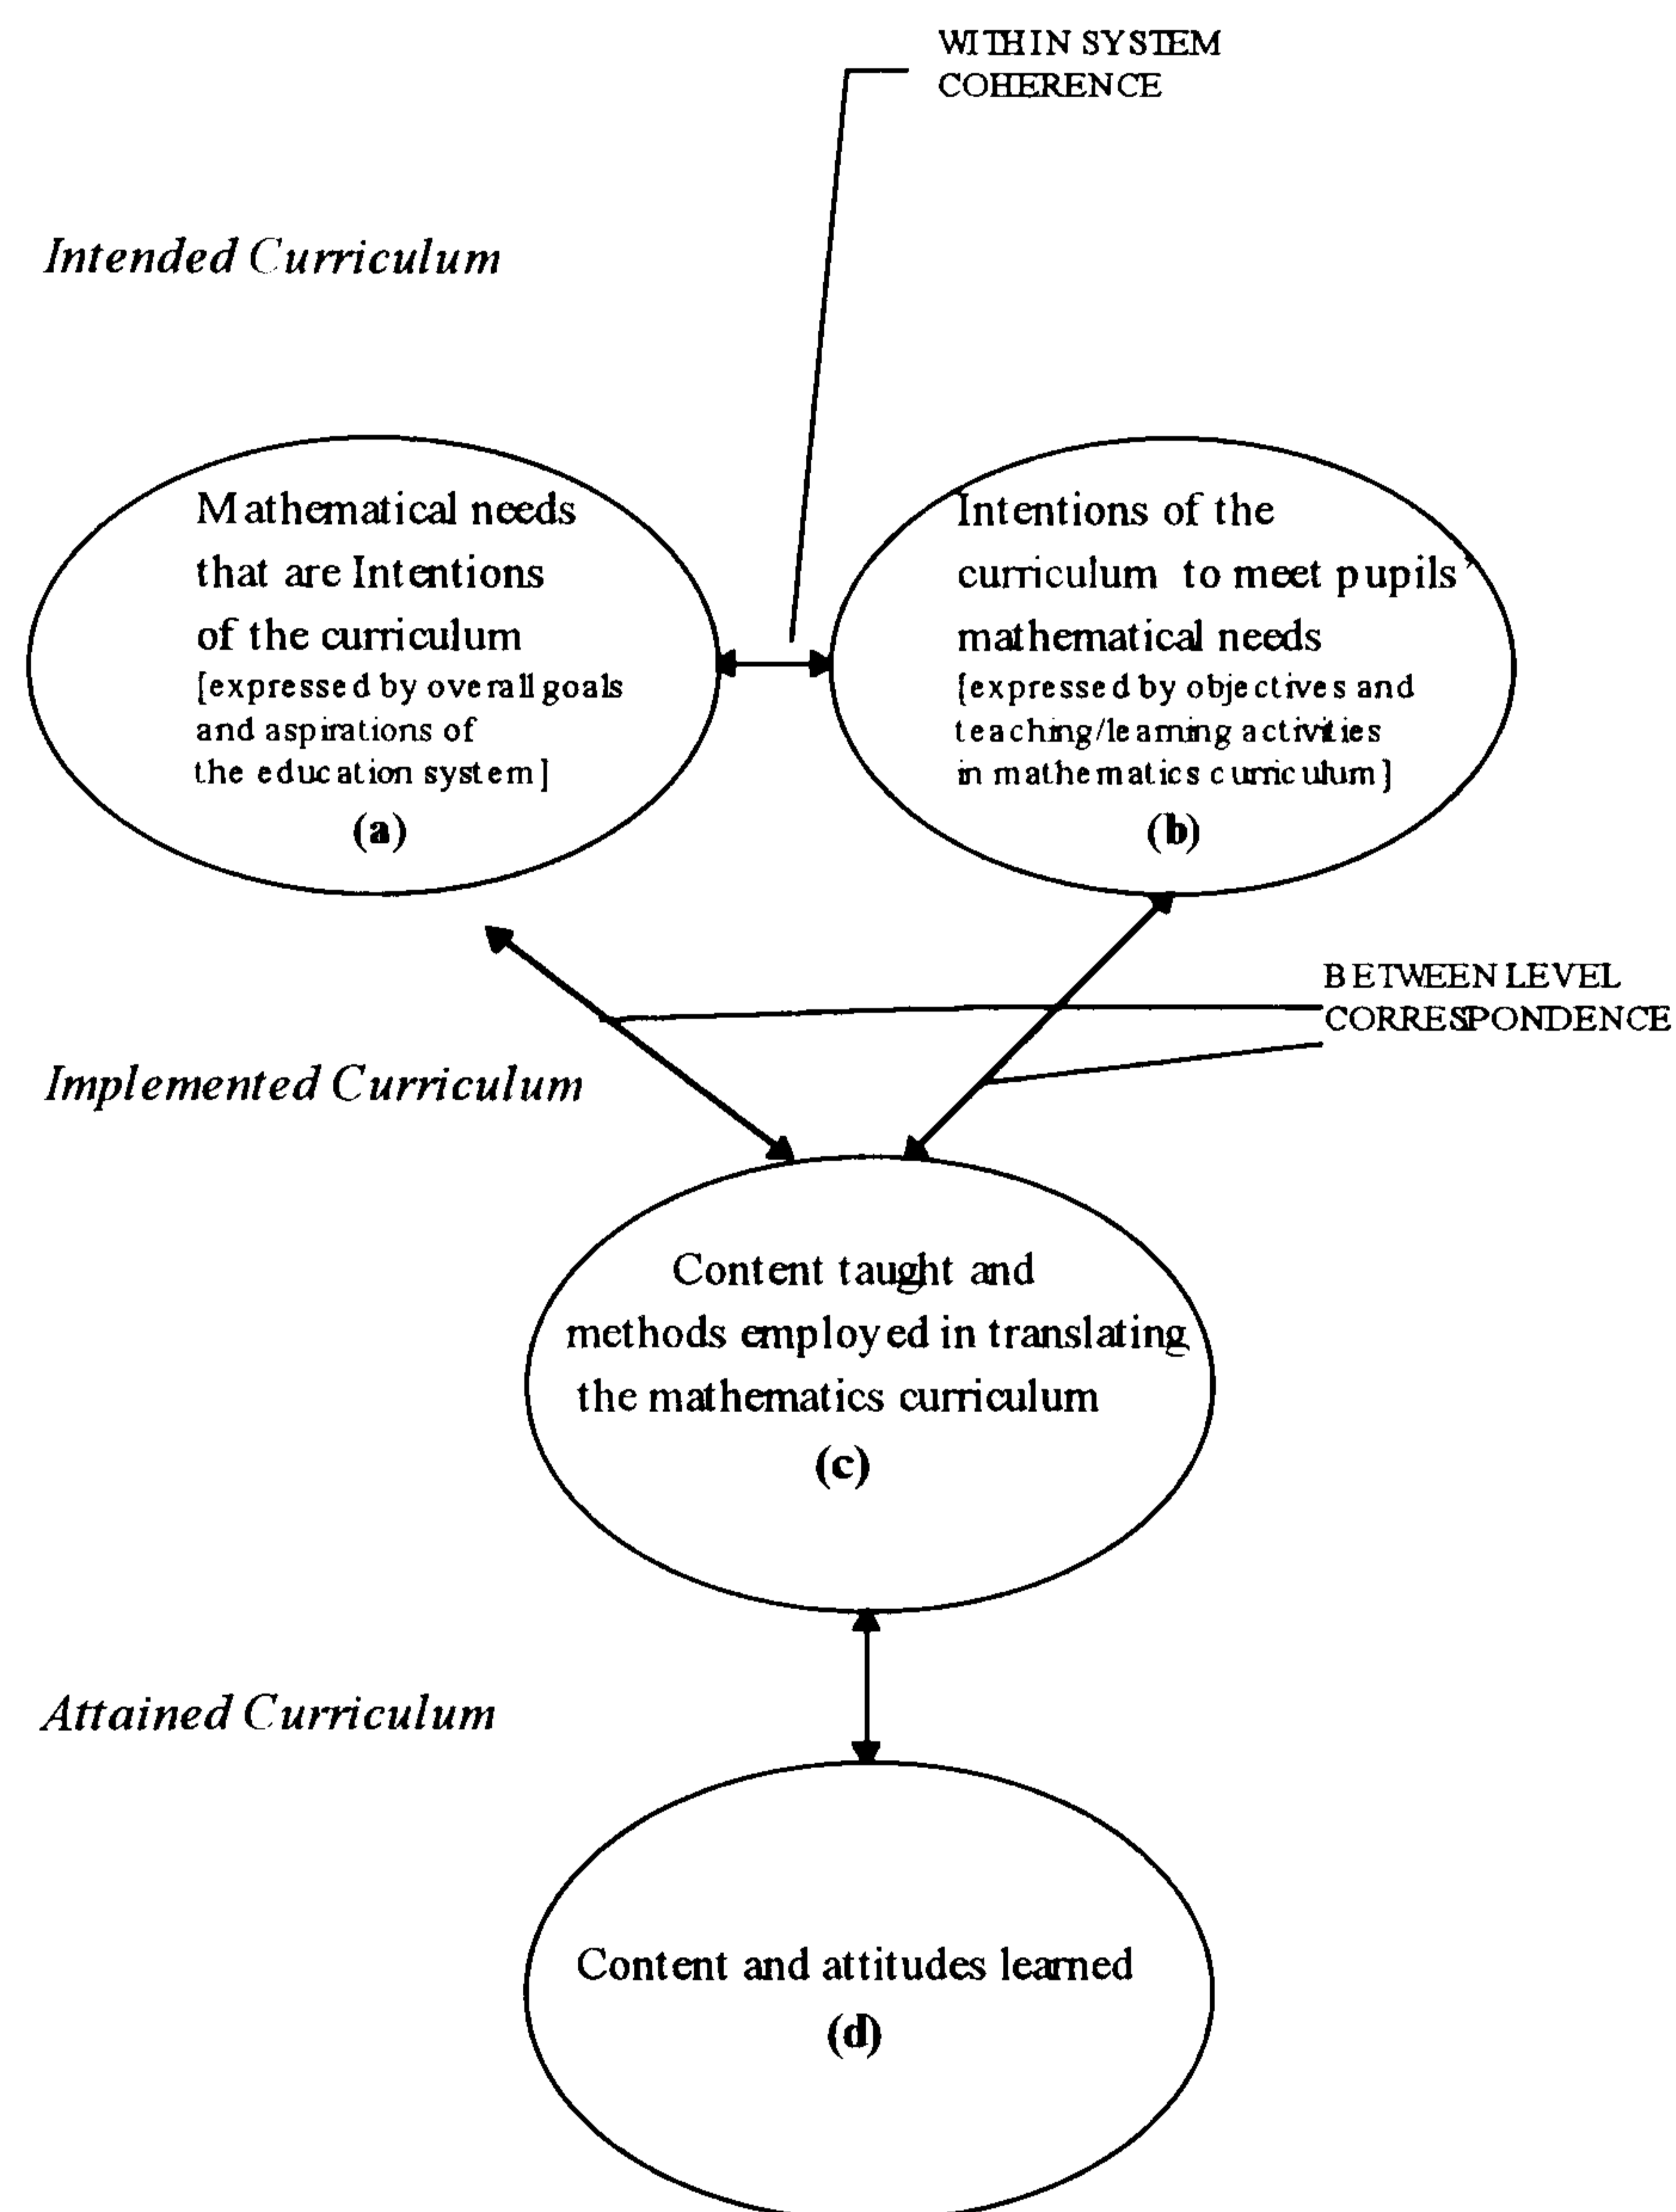 WITHIN SYSTEM
COHERENCE
Intended Curriculum
Mathematical needs
that are Intentions
of the curriculum
[expressed by overall goals
and aspirations of
the education system]
(a)
Intentions of the
curriculum to meet pupils'
mathematical needs
[expressed by objectives and
teaching/learning activities
in mathematics curriculum]
(b)
BETWEEN LEVEL
CORRESPONDENCE
Implemented Curriculum
Content taught and
methods employed in translating
the mathematics curriculum
(c)
Attained Curriculum
Content and attitudes learned
(d)